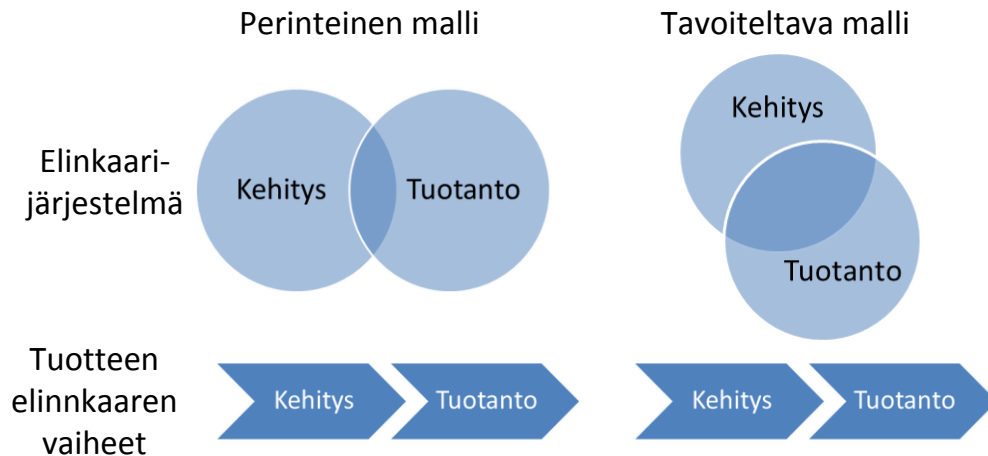 Perinteinen malli
Tavoiteltava malli
Elinkaari-
järjestelmä
Kehitys
Tuotanto
Kehitys
Tuotanto
Tuotteen
elinnkaaren
vaiheet
Kehitys
Tuotanto
Kehitys
Tuotanto